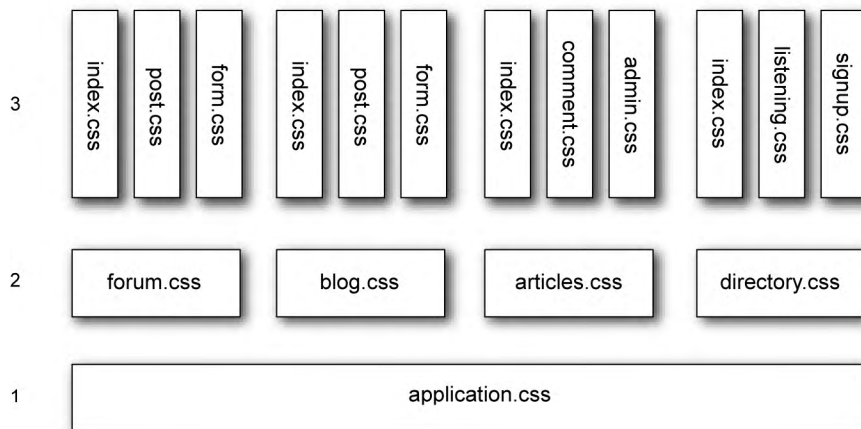 3
index.css
post.css
form.css
index.css
post.css
form.css
index.css
comment.css
admin.css
index.css
listening.css
signup.css
2
forum.css
blog.css
articles.css
directory.css
1
application.css